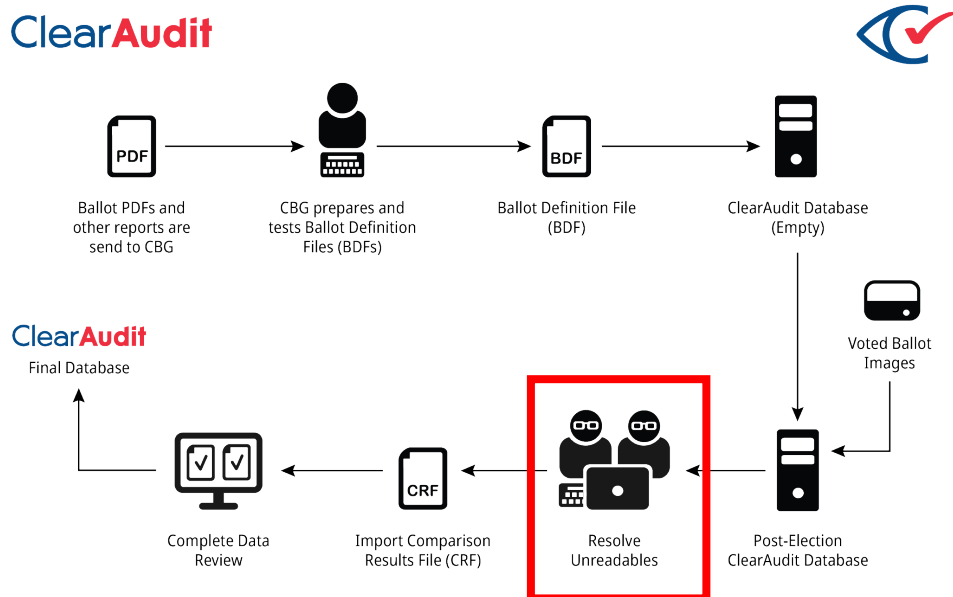 ClearAudit
PDF
BDF
Ballot PDFs and
other reports are
send to CBG
CBG prepares and
tests Ballot Definition
Files (BDFs)
Ballot Definition File
(BDF)
ClearAudit Database
(Empty)
Voted Ballot
Images
ClearAudit
Final Database
CRF
Complete Data
Review
Import Comparison
Results File (CRF)
Resolve
Unreadables
Post-Election
ClearAudit Database